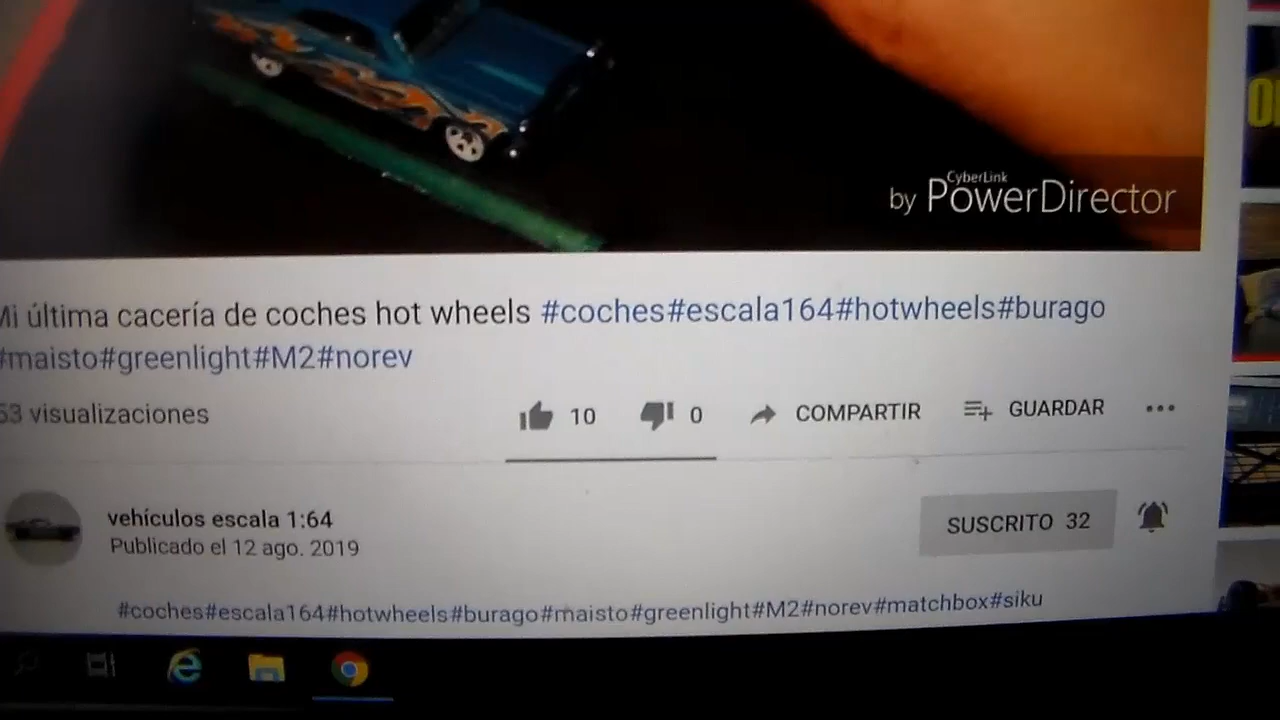 CyberLink
by PowerDirector
Mi última cacería de coches hot wheels #coches#escala164#hotwheels#burago
#maisto#greenlight#M2#norev
53 visualizaciones
10
0
COMPARTIR
GUARDAR
vehículos escala 1:64
SUSCRITO 32
Publicado el 12 ago. 2019
#coches#escala164#hotwheels#burago#maisto#greenlight#M2#norev#matchbox#siku